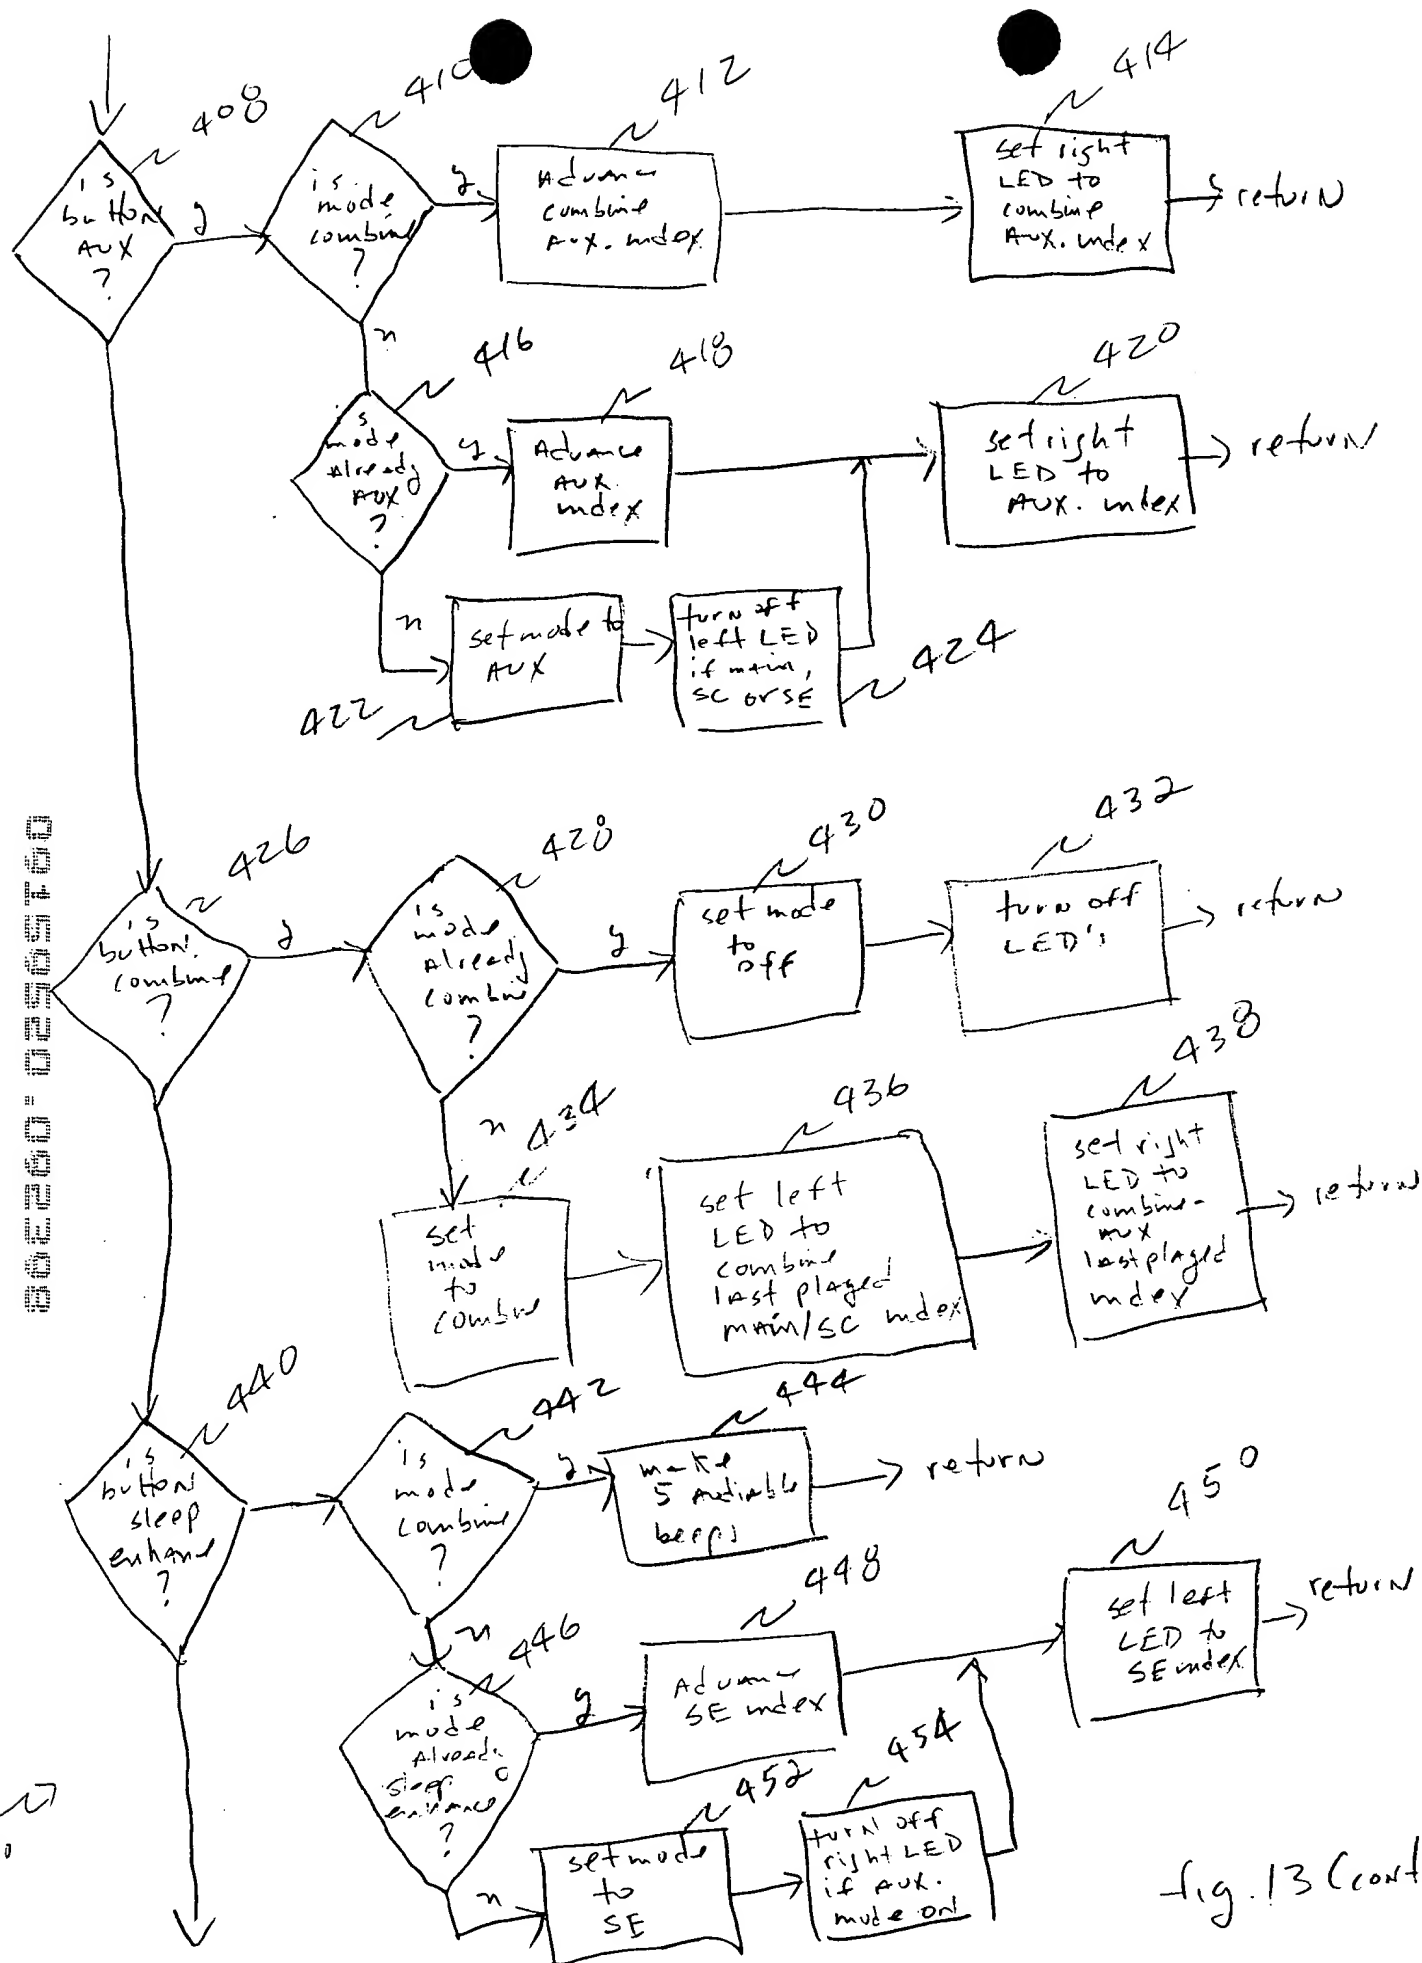 408
is
button
AUX
?
y
410
is
mode
combine
?
y
412
Advance
combine
Aux. index
414
set right
LED to
combine
Aux. index
return
n
416
is
mode
Already
AUX
?
y
418
Advance
AUX.
index
420
set right
LED to
AUX. index
return
n
422
set mode to
AUX
424
turn off
left LED
if main,
SC or SE
426
is
button
combine
?
y
428
is
mode
Already
combine
?
y
430
set mode
to
off
432
turn off
LED's
return
n
434
set
mode
to
combine
436
set left
LED to
combine
last played
MAIN/SC index
438
set right
LED to
combine-
AUX
last played
index
return
440
is
button
sleep
enhance
?
442
is
mode
combine
?
y
444
make
5 Audible
beeps
return
n
446
is
mode
Already
sleep
enhance
?
y
448
Advance
SE index
450
set left
LED to
SE index
return
n
452
set mode
to
SE
454
turn off
right LED
if AUX.
mode on
fig. 13 (cont
09156520.092398